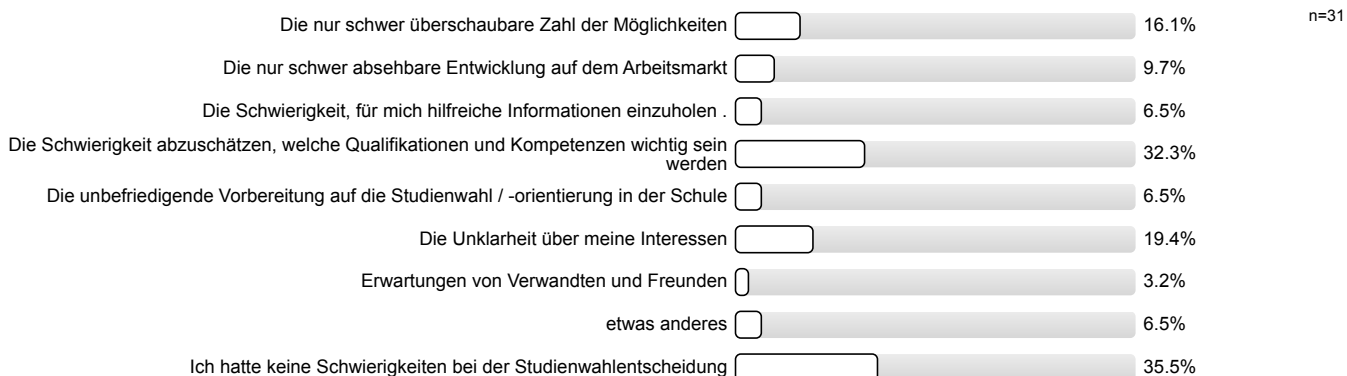 n=31
Die nur schwer überschaubare Zahl der Möglichkeiten 16.1%
Die nur schwer absehbare Entwicklung auf dem Arbeitsmarkt 9.7%
Die Schwierigkeit, für mich hilfreiche Informationen einzuholen . 6.5%
Die Schwierigkeit abzuschätzen, welche Qualifikationen und Kompetenzen wichtig sein
werden 32.3%
Die unbefriedigende Vorbereitung auf die Studienwahl / -orientierung in der Schule 6.5%
Die Unklarheit über meine Interessen 19.4%
Erwartungen von Verwandten und Freunden 3.2%
etwas anderes 6.5%
Ich hatte keine Schwierigkeiten bei der Studienwahlentscheidung 35.5%